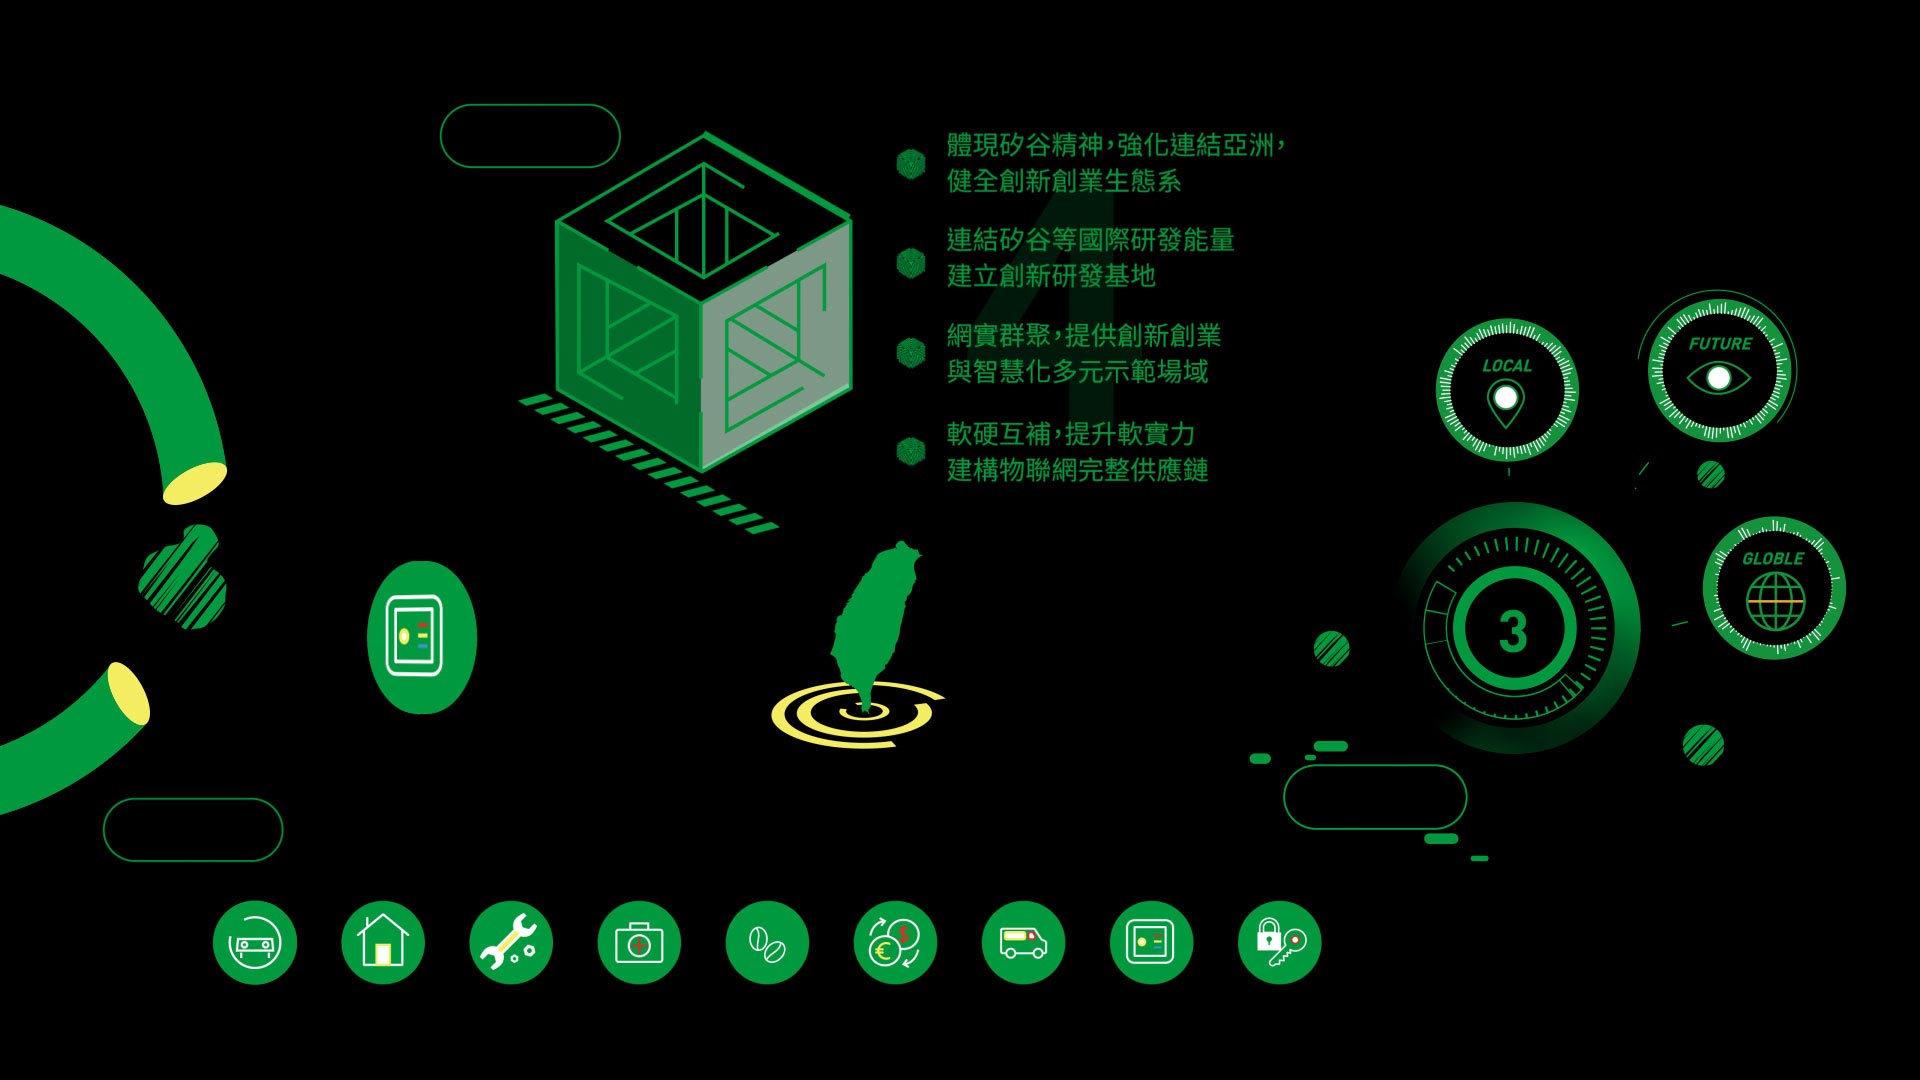 體現矽谷精神，強化連結亞洲，
健全創新創業生態系
連結矽谷等國際研發能量
建立創新研發基地
網實群聚，提供創新創業
與智慧化多元示範場域
軟硬互補，提升軟實力
建構物聯網完整供應鏈
4
LOCAL
FUTURE
GLOBLE
3
$
€